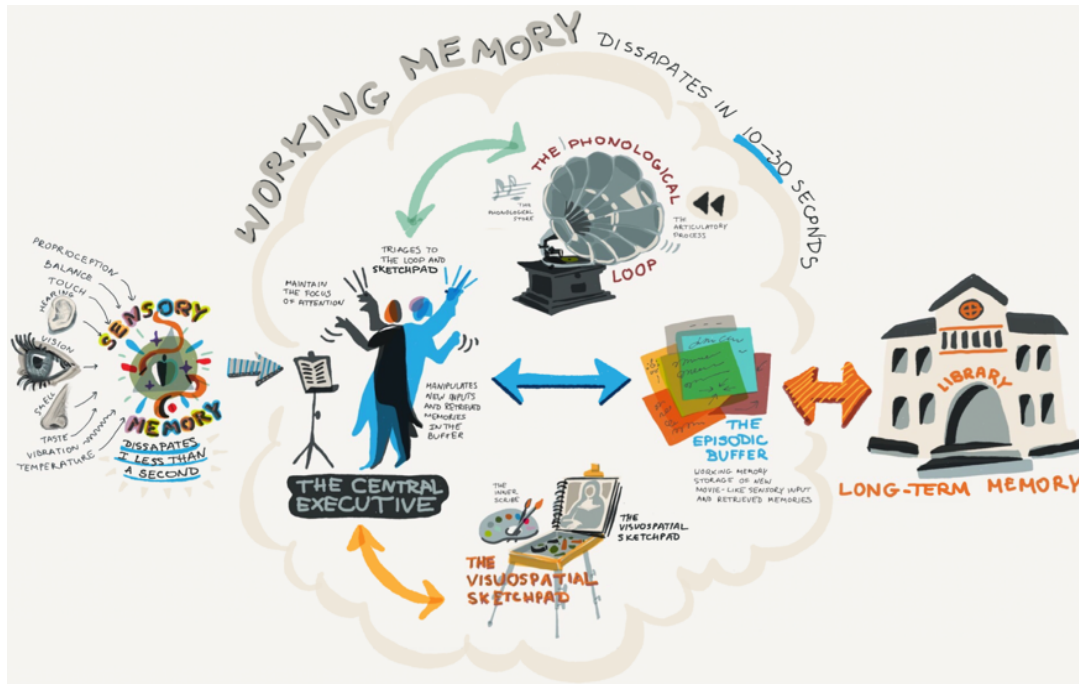 WORKING MEMORY
DISSAPATES IN 10–30 SECONDS
PROPRIOCEPTION
BALANCE
TOUCH
HEARING
VISION
SMELL
TASTE
VIBRATION
TEMPERATURE
SENSORY
MEMORY
DISSAPATES
I LESS THAN
A SECOND
MAINTAIN
THE FOCUS
OF ATTENTION
TRIAGES TO
THE LOOP AND
SKETCHPAD
MANIPULATES
NEW INPUTS
AND RETRIEVED
MEMORIES
IN THE
BUFFER
THE CENTRAL
EXECUTIVE
THE PHONOLOGICAL
LOOP
THE
PHONOLOGICAL
STORE
TH
ARTICULATORY
PROCESS
THE
EPISODIC
BUFFER
WORKING MEMORY
STORAGE OF NEW
MOVIE-LIKE SENSORY INPUT
AND RETRIEVED MEMORIES
THE
INNER
SCRIBE
THE
VISUOSPATIAL
SKETCHPAD
THE
VISUOSPATIAL
SKETCHPAD
LIBRARY
LONG-TERM MEMORY